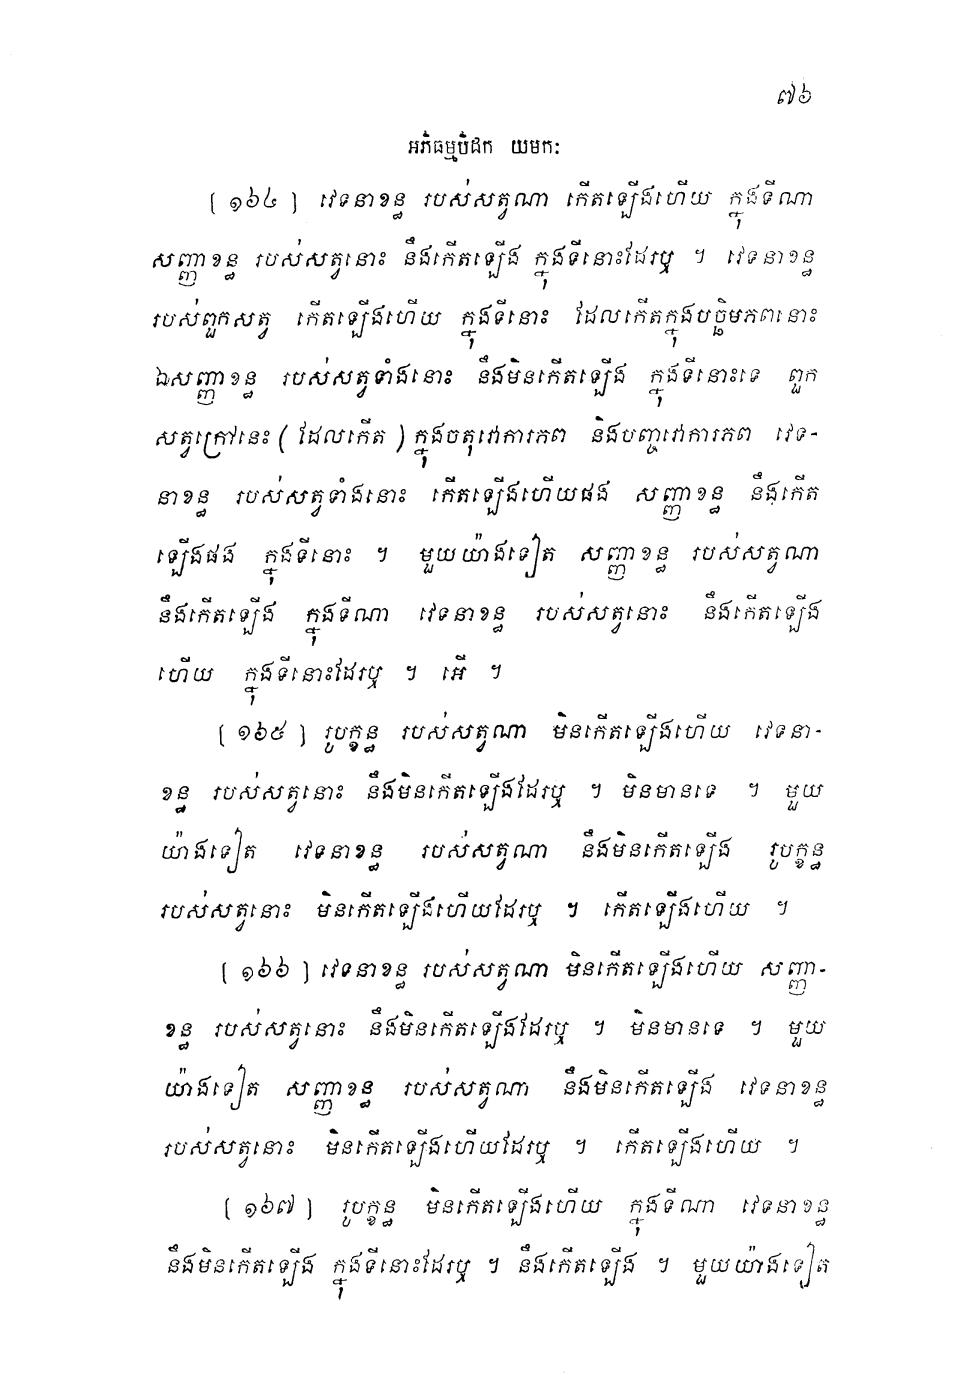 ៧៦
អភិធម្មបិដក យមកៈ
[ ១៦៤ ] វេទនាខន្ធ របស់សត្វណា កើតឡើងហើយ ក្នុងទីណា
សញ្ញាខន្ធ របស់សត្វនោះ នឹងកើតឡើង ក្នុងទីនោះដែរឬ ។ វេទនាខន្ធ
របស់ពួកសត្វ កើតឡើងហើយ ក្នុងទីនោះ ដែលកើតក្នុងបច្ឆិមភពនោះ
ឯសញ្ញាខន្ធ របស់សត្វទាំងនោះ នឹងមិនកើតឡើង ក្នុងទីនោះទេ ពួក
សត្វក្រៅនេះ ( ដែលកើត ) ក្នុងចតុវោការភព និងបញ្ចវោការភព វេទ-
នាខន្ធ របស់សត្វទាំងនោះ កើតឡើងហើយផង សញ្ញាខន្ធ នឹងកើត
ឡើងផង ក្នុងទីនោះ ។ មួយយ៉ាងទៀត សញ្ញាខន្ធ របស់សត្វណា
នឹងកើតឡើង ក្នុងទីណា វេទនាខន្ធ របស់សត្វនោះ នឹងកើតឡើង
ហើយ ក្នុងទីនោះដែរឬ ។ អើ ។
[ ១៦៥ ] រូបក្ខន្ធ របស់សត្វណា មិនកើតឡើងហើយ វេទនា-
ខន្ធ របស់សត្វនោះ នឹងមិនកើតឡើងដែរឬ ។ មិនមានទេ ។ មួយ
យ៉ាងទៀត វេទនាខន្ធ របស់សត្វណា នឹងមិនកើតឡើង រូបក្ខន្ធ
របស់សត្វនោះ មិនកើតឡើងហើយដែរឬ ។ កើតឡើងហើយ ។
[ ១៦៦ ] វេទនាខន្ធ របស់សត្វណា មិនកើតឡើងហើយ សញ្ញា-
ខន្ធ របស់សត្វនោះ នឹងមិនកើតឡើងដែរឬ ។ មិនមានទេ ។ មួយ
យ៉ាងទៀត សញ្ញាខន្ធ របស់សត្វណា នឹងមិនកើតឡើង វេទនាខន្ធ
របស់សត្វនោះ មិនកើតឡើងហើយដែរឬ ។ កើតឡើងហើយ ។
[ ១៦៧ ] រូបក្ខន្ធ មិនកើតឡើងហើយ ក្នុងទីណា វេទនាខន្ធ
នឹងមិនកើតឡើង ក្នុងទីនោះដែរឬ ។ នឹងកើតឡើង ។ មួយយ៉ាងទៀត